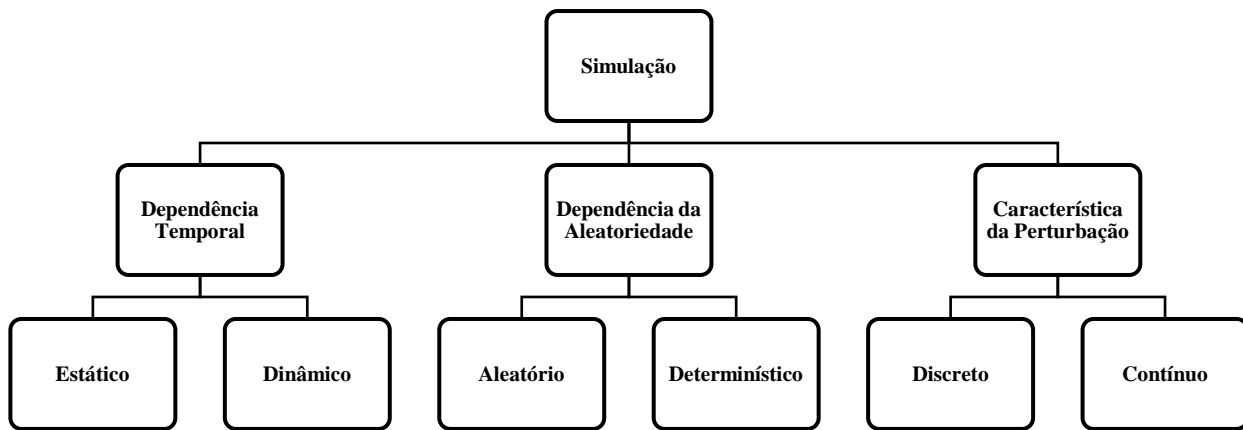 Simulação
Dependência
Temporal
Dependência da
Aleatoriedade
Característica
da Perturbação
Estático
Dinâmico
Aleatório
Determinístico
Discreto
Contínuo